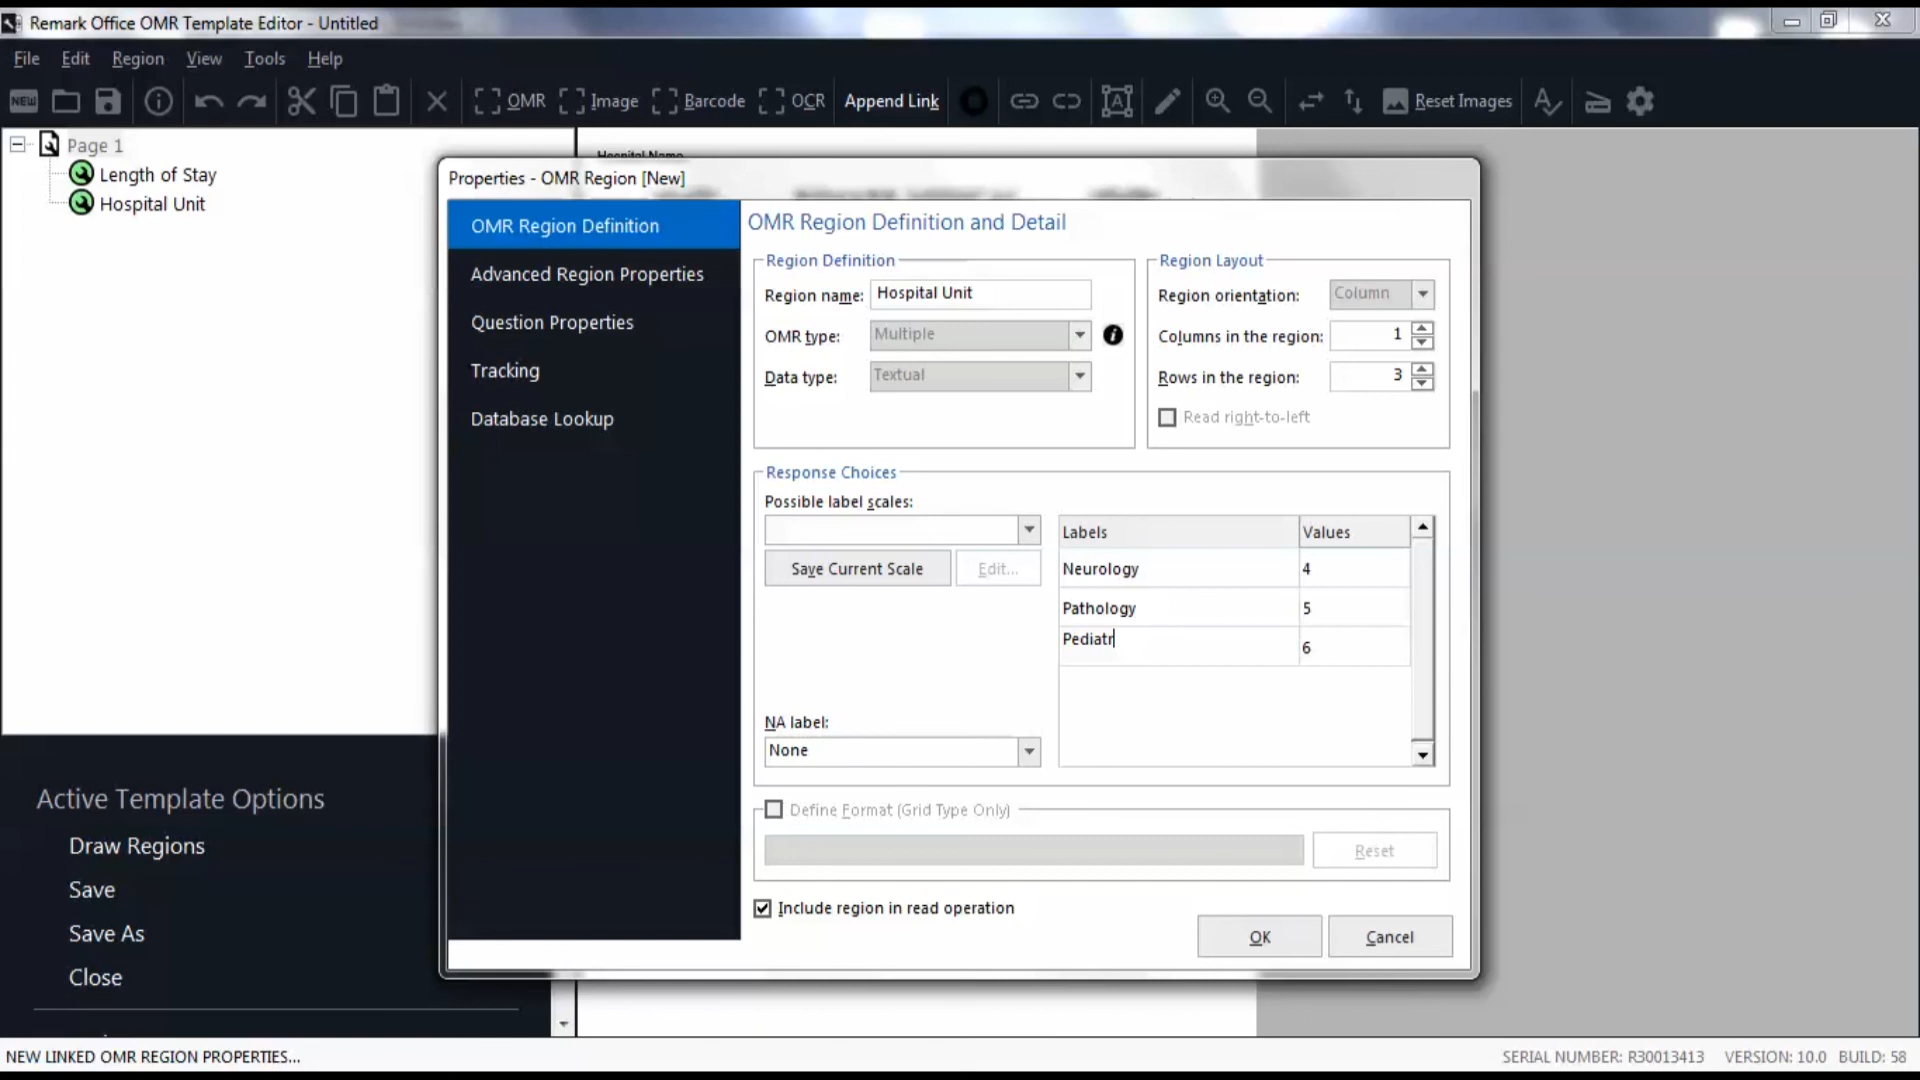 Remark Office OMR Template Editor - Untitled
File Edit Region View Tools Help
NEW OMR Image Barcode OCR Append Link Reset Images
Page 1
Length of Stay
Hospital Unit
Hospital Name
Properties - OMR Region [New]
OMR Region Definition
Advanced Region Properties
Question Properties
Tracking
Database Lookup
OMR Region Definition and Detail
Region Definition
Region name: Hospital Unit
OMR type: Multiple
Data type: Textual
Region Layout
Region orientation: Column
Columns in the region: 1
Rows in the region: 3
Read right-to-left
Response Choices
Possible label scales:
Save Current Scale Edit...
Labels Values
Neurology 4
Pathology 5
Pediatr 6
NA label:
None
Define Format (Grid Type Only)
Reset
Include region in read operation
OK Cancel
Active Template Options
Draw Regions
Save
Save As
Close
NEW LINKED OMR REGION PROPERTIES...
SERIAL NUMBER: R30013413 VERSION: 10.0 BUILD: 58